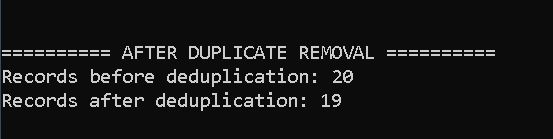 ========== AFTER DUPLICATE REMOVAL ==========
Records before deduplication: 20
Records after deduplication: 19